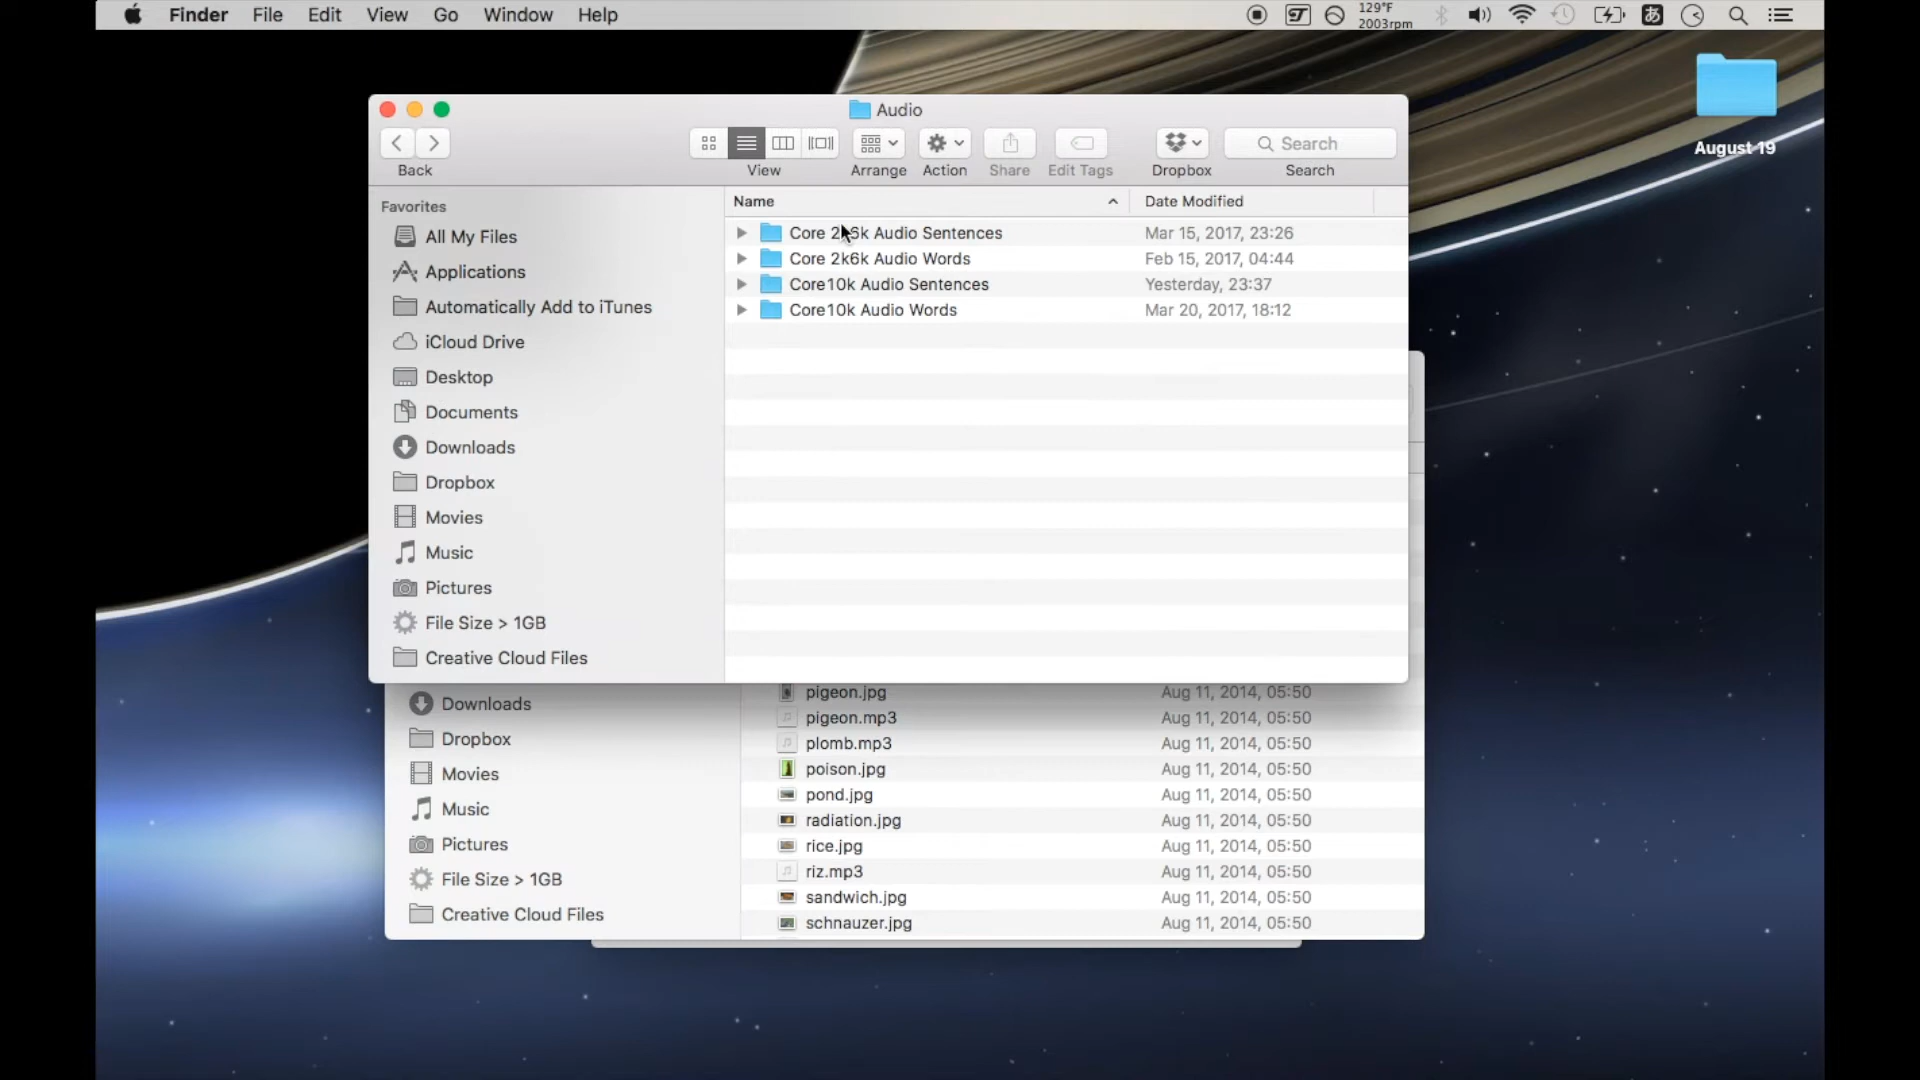 Finder File Edit View Go Window Help
129°F
2003rpm
あ
August 19
Audio
Back
View
Arrange
Action
Share
Edit Tags
Dropbox
Search
Search
Name
Date Modified
Core 2k6k Audio Sentences Mar 15, 2017, 23:26
Core 2k6k Audio Words Feb 15, 2017, 04:44
Core10k Audio Sentences Yesterday, 23:37
Core10k Audio Words Mar 20, 2017, 18:12
Favorites
All My Files
Applications
Automatically Add to iTunes
iCloud Drive
Desktop
Documents
Downloads
Dropbox
Movies
Music
Pictures
File Size > 1GB
Creative Cloud Files
Downloads
Dropbox
Movies
Music
Pictures
File Size > 1GB
Creative Cloud Files
pigeon.jpg Aug 11, 2014, 05:50
pigeon.mp3 Aug 11, 2014, 05:50
plomb.mp3 Aug 11, 2014, 05:50
poison.jpg Aug 11, 2014, 05:50
pond.jpg Aug 11, 2014, 05:50
radiation.jpg Aug 11, 2014, 05:50
rice.jpg Aug 11, 2014, 05:50
riz.mp3 Aug 11, 2014, 05:50
sandwich.jpg Aug 11, 2014, 05:50
schnauzer.jpg Aug 11, 2014, 05:50